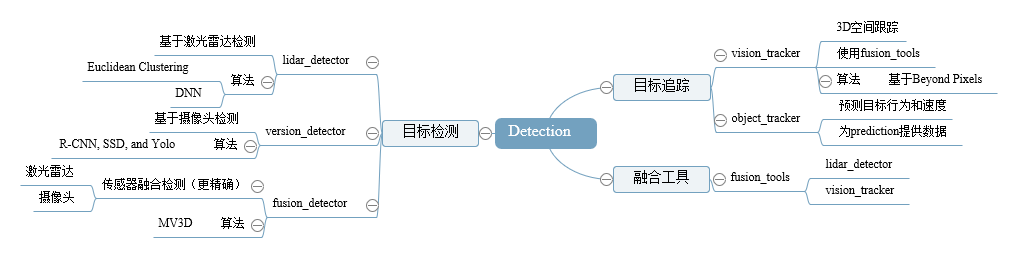 Detection
目标检测
lidar_detector
基于激光雷达检测
算法
Euclidean Clustering
DNN
version_detector
基于摄像头检测
算法
R-CNN, SSD, and Yolo
fusion_detector
传感器融合检测（更精确）
激光雷达
摄像头
算法
MV3D
目标追踪
vision_tracker
3D空间跟踪
使用fusion_tools
算法
基于Beyond Pixels
object_tracker
预测目标行为和速度
为prediction提供数据
融合工具
fusion_tools
lidar_detector
vision_tracker